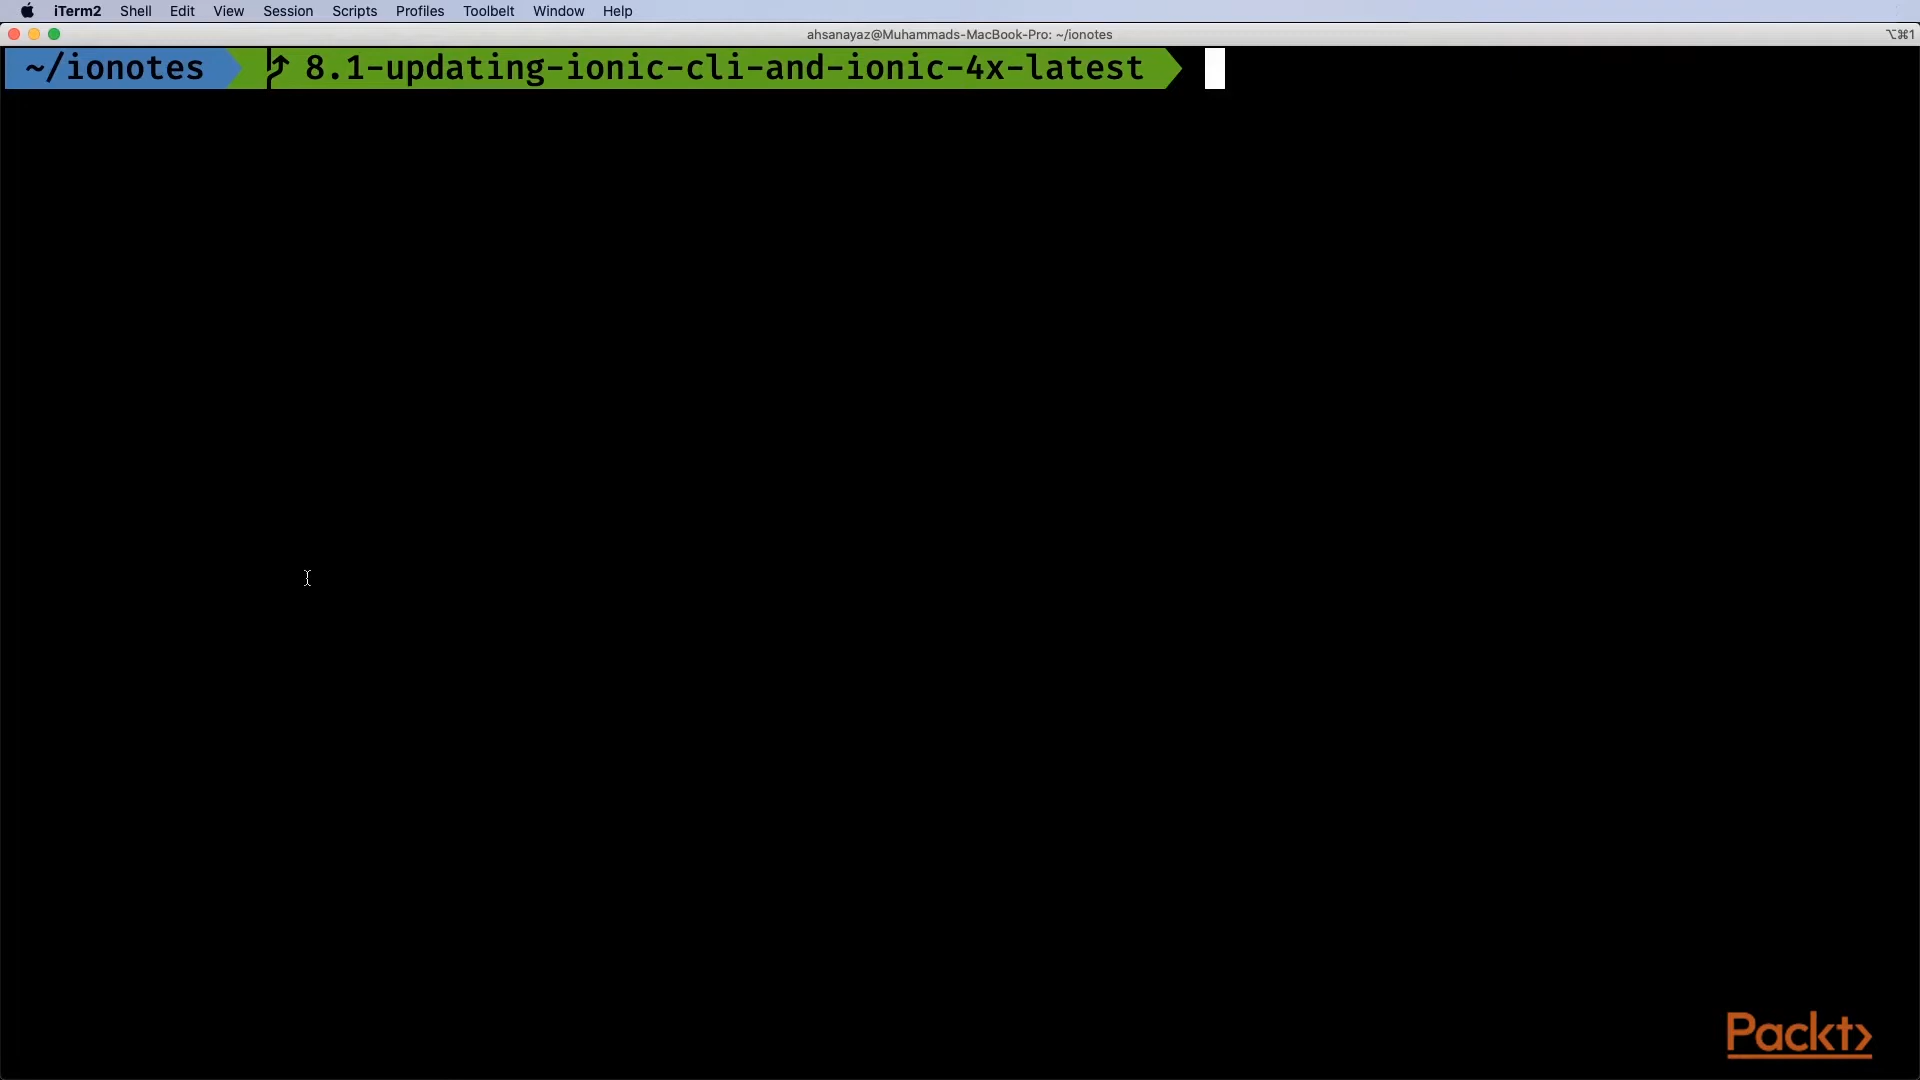 iTerm2 Shell Edit View Session Scripts Profiles Toolbelt Window Help
ahsanayaz@Muhammads-MacBook-Pro: ~/ionotes ⌥⌘1
~/ionotes 8.1-updating-ionic-cli-and-ionic-4x-latest
Packt>